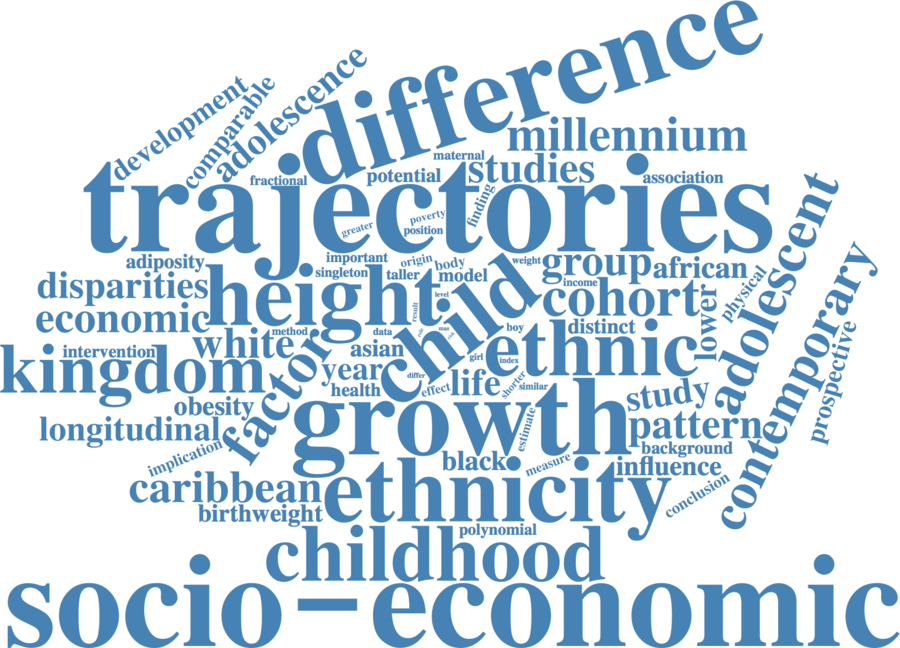 difference
development
comparable
adolescence
millennium
maternal
studies
fractional
potential
association
trajectories
finding
poverty
greater
position
adolescent
important
origin
body
weight
adiposity
singleton
taller
model
group
african
income
physical
disparities
height
level
child
cohort
lower
contemporary
result
economic
method
data
boy
distinct
white
asian
ethnic
prospective
intervention
factor
girl
index
kingdom
year
differ
health
effect
life
shorter
similar
study
obesity
longitudinal
growth
estimate
pattern
background
implication
black
measure
influence
caribbean
ethnicity
conclusion
birthweight
polynomial
childhood
socio-economic